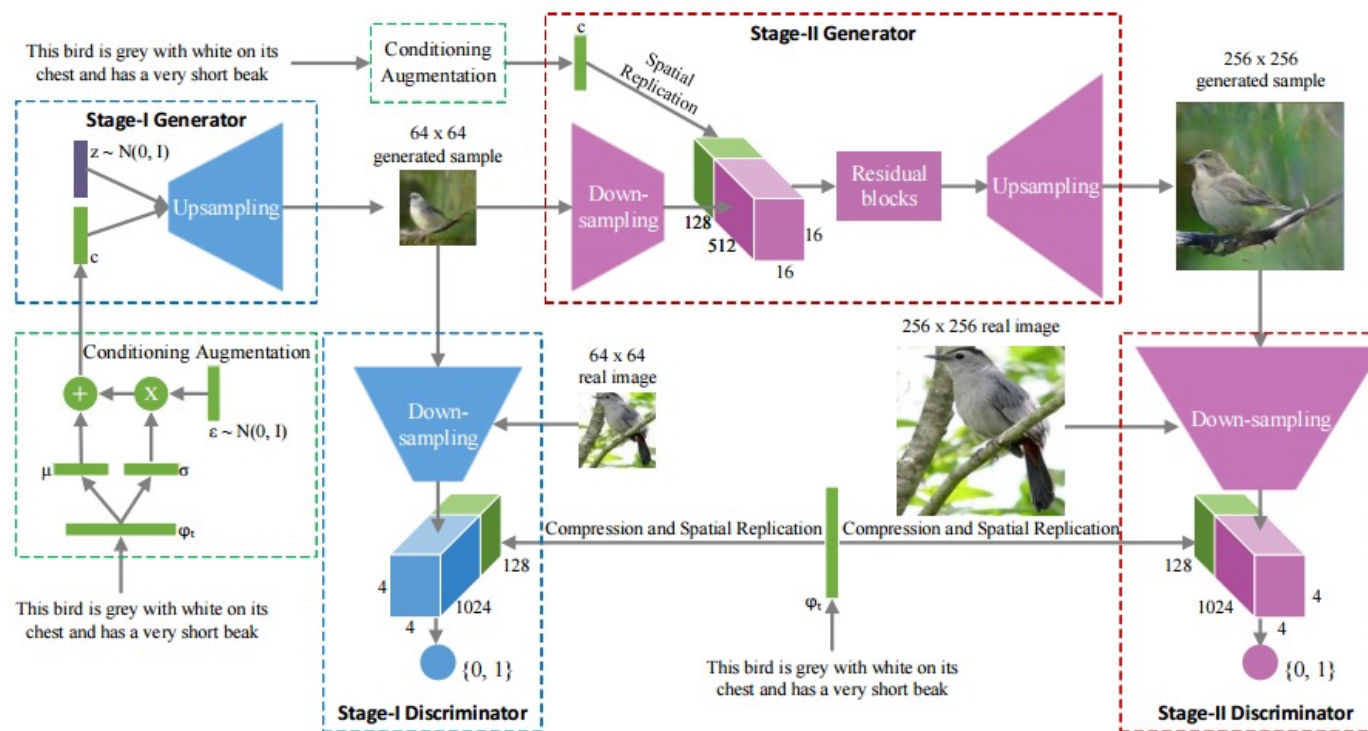 This bird is grey with white on its
chest and has a very short beak
Conditioning
Augmentation
c
Stage-II Generator
Spatial
Replication
256 x 256
generated sample
Stage-I Generator
z ~ N(0, I)
c
Upsampling
64 x 64
generated sample
Down-
sampling
128
512
16
16
Residual
blocks
Upsampling
Conditioning Augmentation
+
X
ε ~ N(0, I)
μ
σ
φt
This bird is grey with white on its
chest and has a very short beak
64 x 64
real image
Down-
sampling
4
4
1024
128
{0, 1}
Stage-I Discriminator
256 x 256 real image
Compression and Spatial Replication
Compression and Spatial Replication
φt
This bird is grey with white on its
chest and has a very short beak
Down-sampling
128
1024
4
4
{0, 1}
Stage-II Discriminator